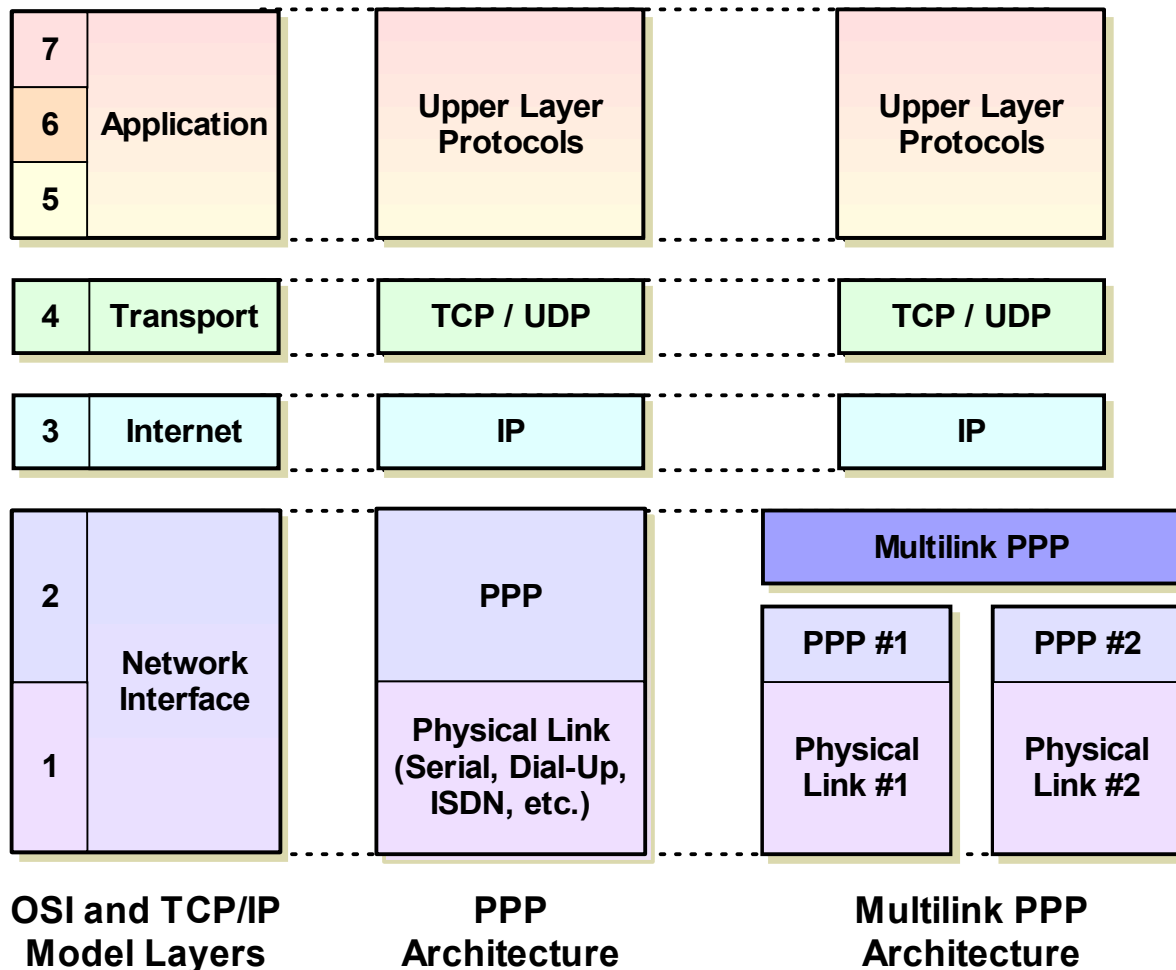 7
6
5
Application
Upper Layer
Protocols
Upper Layer
Protocols
4
Transport
TCP / UDP
TCP / UDP
3
Internet
IP
IP
2
1
Network
Interface
PPP
Physical Link
(Serial, Dial-Up,
ISDN, etc.)
Multilink PPP
PPP #1
Physical
Link #1
PPP #2
Physical
Link #2
OSI and TCP/IP
Model Layers
PPP
Architecture
Multilink PPP
Architecture